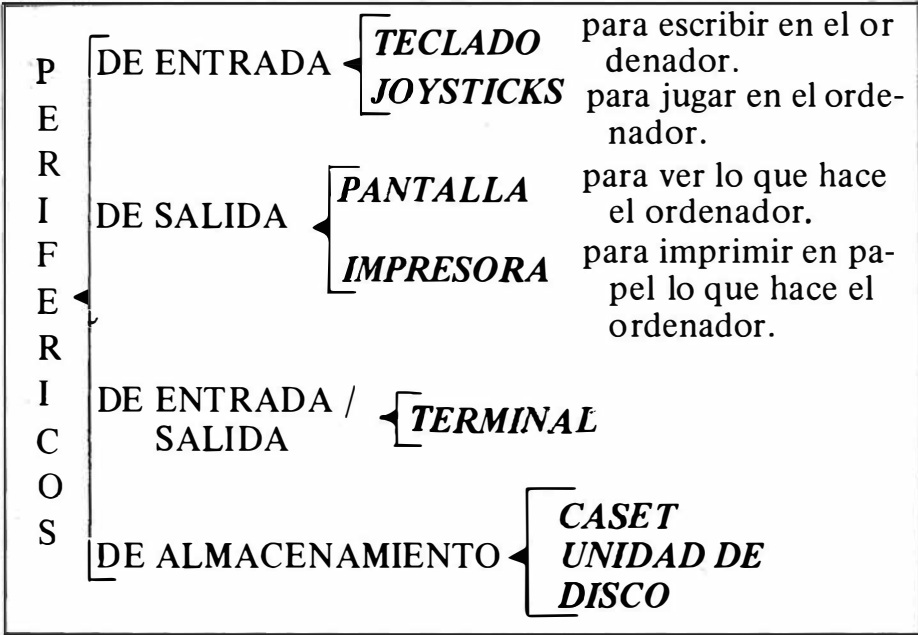 PERIFERICOS
DE ENTRADA
TECLADO para escribir en el or
denador.
JOYSTICKS para jugar en el orde-
nador.
DE SALIDA
PANTALLA para ver lo que hace
el ordenador.
IMPRESORA para imprimir en pa-
pel lo que hace el
ordenador.
DE ENTRADA /
SALIDA
TERMINAL
DE ALMACENAMIENTO
CASET
UNIDAD DE
DISCO